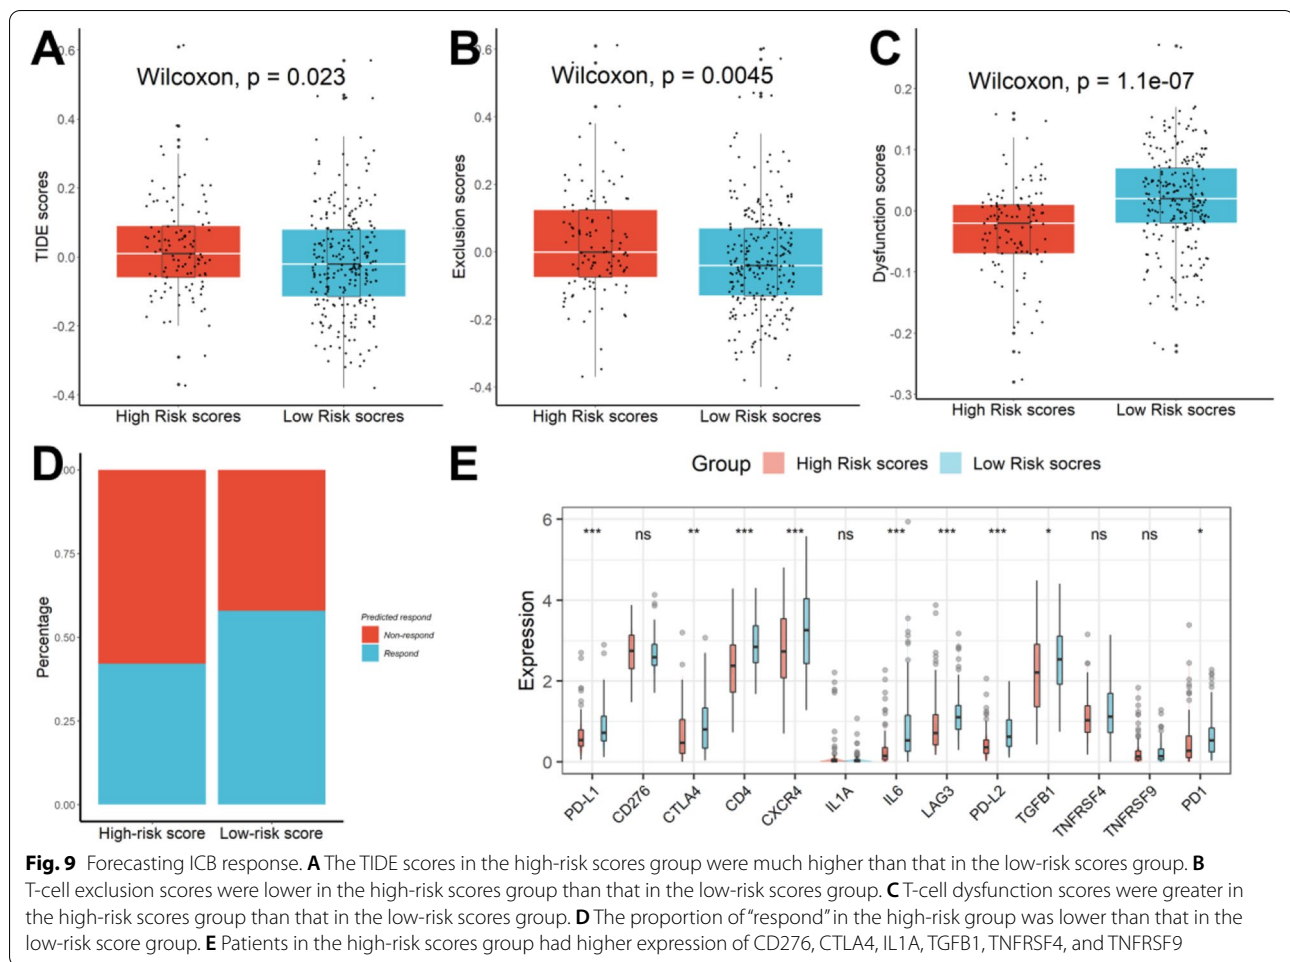 A
B
C
Wilcoxon, p = 0.023
Wilcoxon, p = 0.0045
Wilcoxon, p = 1.1e-07
TIDE scores
0.4
0.2
0.0
-0.2
-0.4
High Risk scores
Low Risk socres
Exclusion scores
0.4
0.2
0.0
-0.2
-0.4
High Risk scores
Low Risk socres
Dysfunction scores
0.2
0.1
0.0
-0.1
-0.2
-0.3
High Risk scores
Low Risk socres
D
Percentage
0.75
0.50
0.25
0.00
High-risk score
Low-risk score
Predicted respond
Non-respond
Respond
E
Group High Risk scores Low Risk socres
Expression
6
4
2
0
*** ns ** *** *** ns *** *** *** * ns ns *
PD-L1 CD276 CTLA4 CD4 CXCR4 IL1A IL6 LAG3 PD-L2 TGFB1 TNFRSF4 TNFRSF9 PD1
Fig. 9 Forecasting ICB response. A The TIDE scores in the high-risk scores group were much higher than that in the low-risk scores group. B
T-cell exclusion scores were lower in the high-risk scores group than that in the low-risk scores group. C T-cell dysfunction scores were greater in
the high-risk scores group than that in the low-risk scores group. D The proportion of “respond” in the high-risk group was lower than that in the
low-risk score group. E Patients in the high-risk scores group had higher expression of CD276, CTLA4, IL1A, TGFB1, TNFRSF4, and TNFRSF9